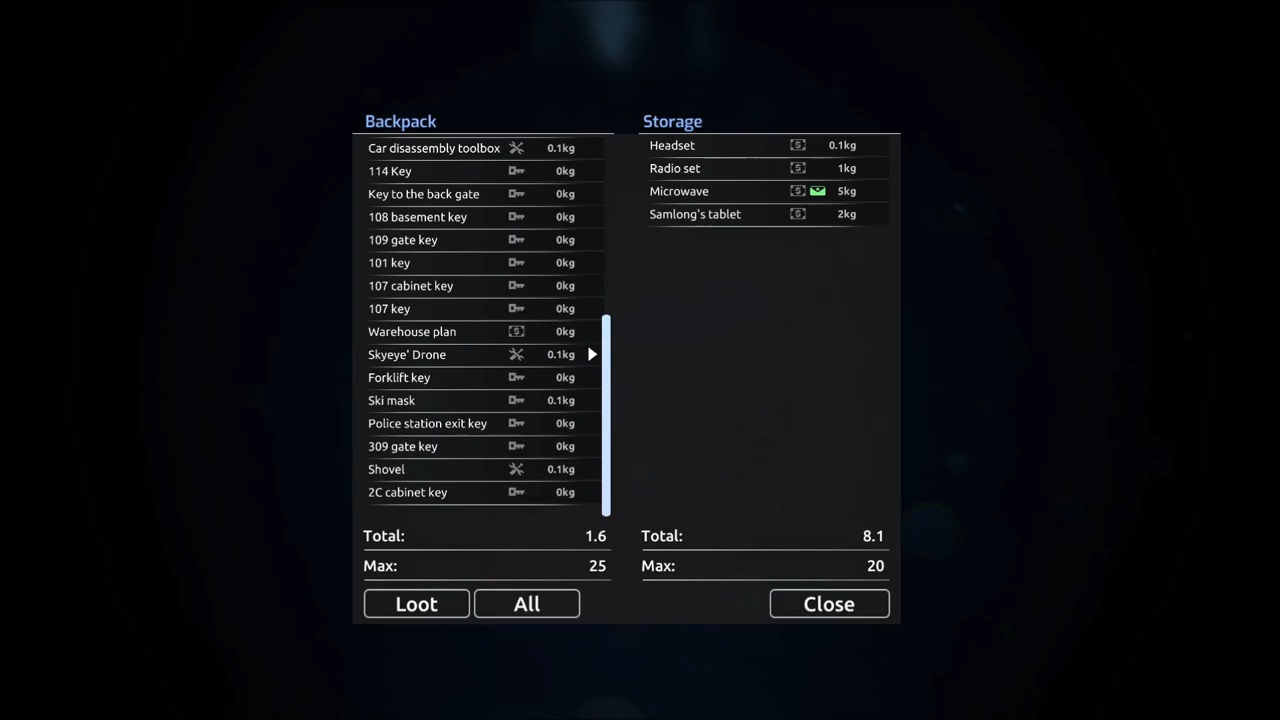 Backpack
Car disassembly toolbox 0.1kg
114 Key 0kg
Key to the back gate 0kg
108 basement key 0kg
109 gate key 0kg
101 key 0kg
107 cabinet key 0kg
107 key 0kg
Warehouse plan 0kg
Skyeye' Drone 0.1kg
Forklift key 0kg
Ski mask 0.1kg
Police station exit key 0kg
309 gate key 0kg
Shovel 0.1kg
2C cabinet key 0kg
Total: 1.6
Max: 25
Loot All
Storage
Headset 0.1kg
Radio set 1kg
Microwave 5kg
Samlong's tablet 2kg
Total: 8.1
Max: 20
Close